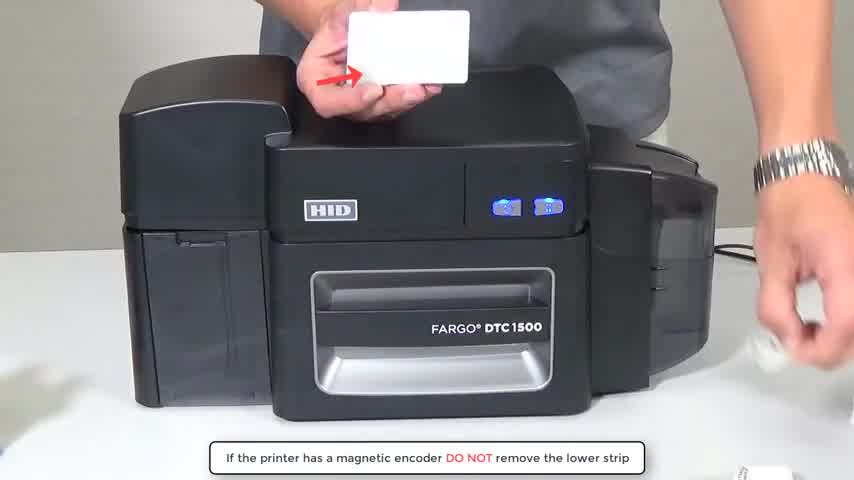 HID
FARGO® DTC1500
If the printer has a magnetic encoder DO NOT remove the lower strip